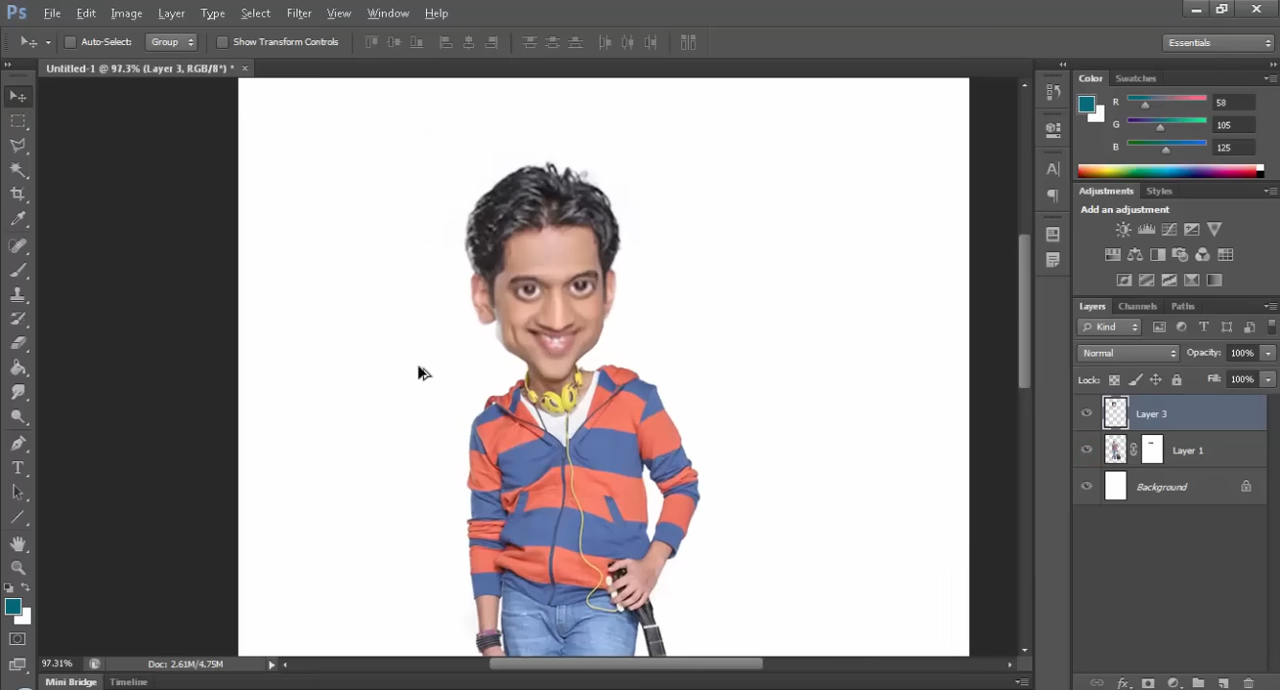 Ps File Edit Image Layer Type Select Filter View Window Help
Auto-Select: Group Show Transform Controls Essentials
Untitled-1 @ 97.3% (Layer 3, RGB/8*) * ×
Color Swatches
R 58
G 105
B 125
Adjustments Styles
Add an adjustment
Layers Channels Paths
Kind
Normal Opacity: 100%
Lock: Fill: 100%
Layer 3
Layer 1
Background
97.31% Doc: 2.61M/4.75M
Mini Bridge Timeline